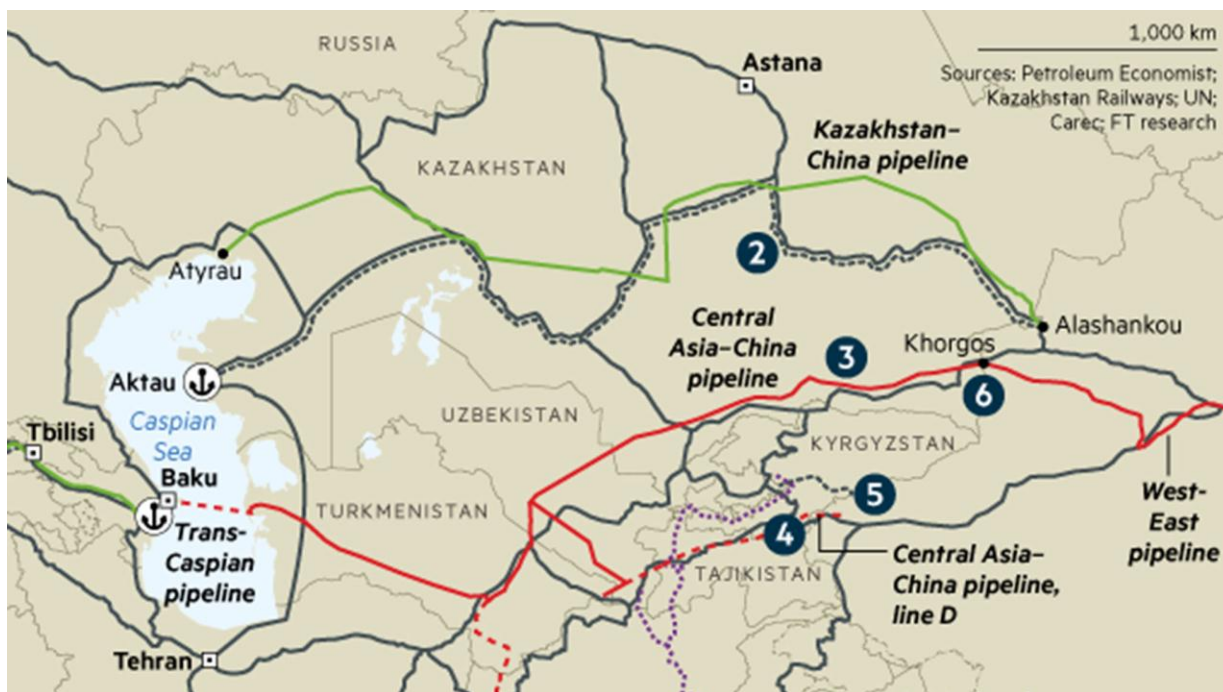 RUSSIA
1,000 km
Sources: Petroleum Economist;
Kazakhstan Railways; UN;
Carec; FT research
Astana
KAZAKHSTAN
Kazakhstan–
China pipeline
2
Atyrau
Central
Asia–China
pipeline
3
Khorgos
Alashankou
6
Aktau
Caspian
Sea
UZBEKISTAN
KYRGYZSTAN
Tbilisi
Baku
TURKMENISTAN
5
West-
East
pipeline
Trans-
Caspian
pipeline
4
TAJIKISTAN
Central Asia–
China pipeline,
line D
Tehran